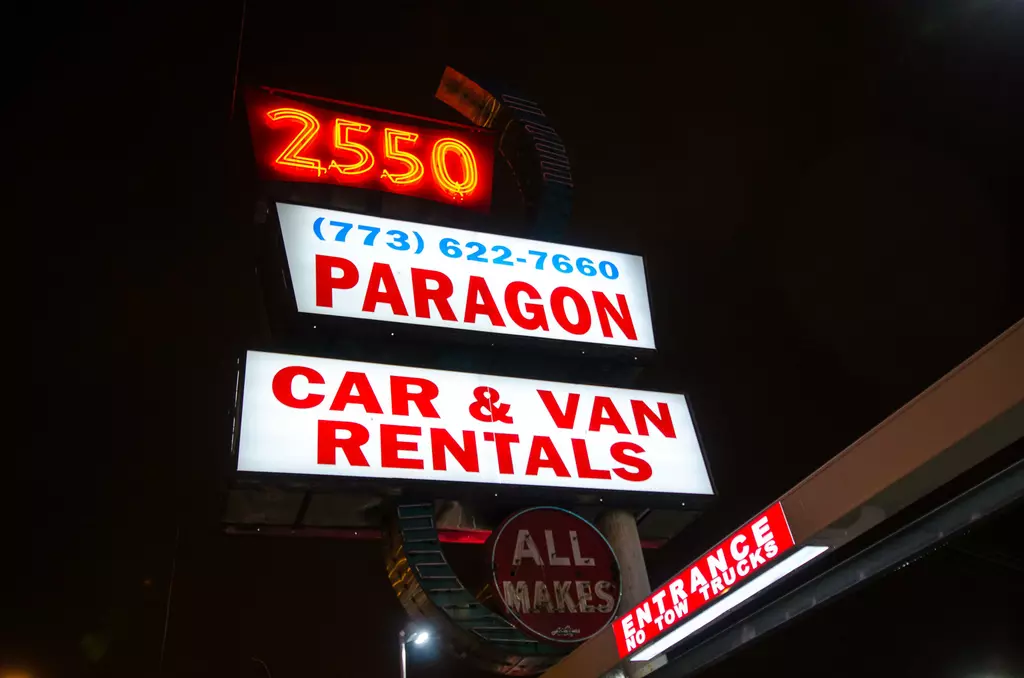 2550
(773) 622-7660
PARAGON
CAR & VAN
RENTALS
ALL
MAKES
ENTRANCE
NO TOW TRUCKS